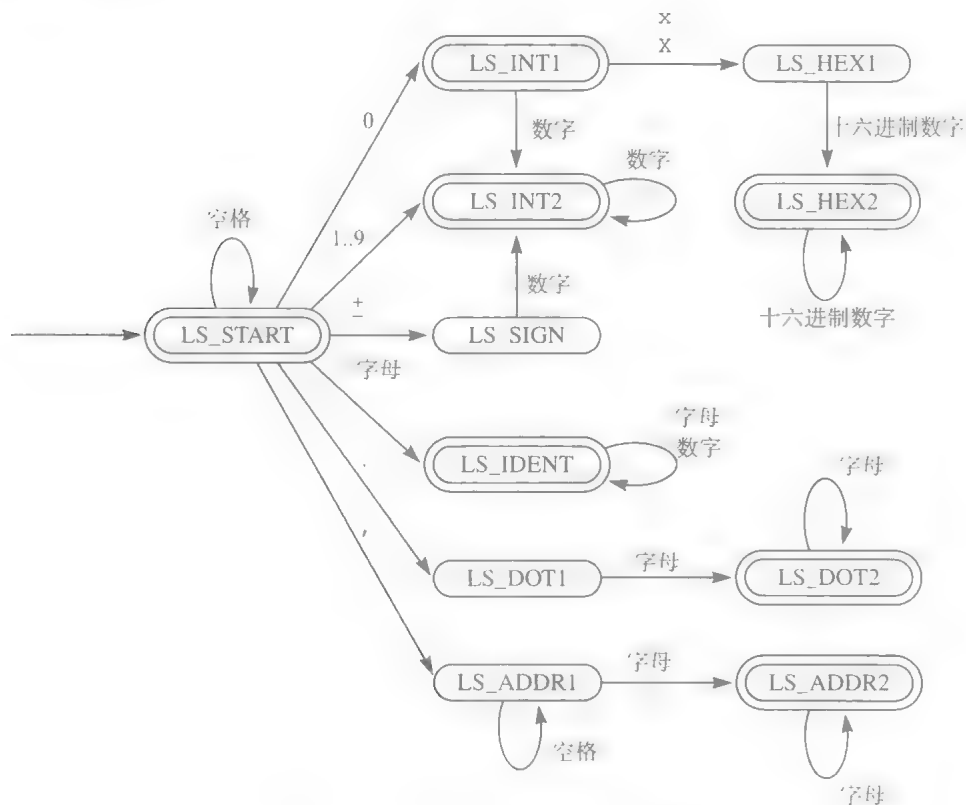 x
X
LS_INT1
LS_HEX1
0
数字
十六进制数字
数字
空格
LS_INT2
LS_HEX2
1..9
数字
十六进制数字
+
-
LS_START
LS_SIGN
字母
字母
数字
LS_IDENT
字母
.
,
LS_DOT1
字母
LS_DOT2
LS_ADDR1
字母
LS_ADDR2
空格
字母